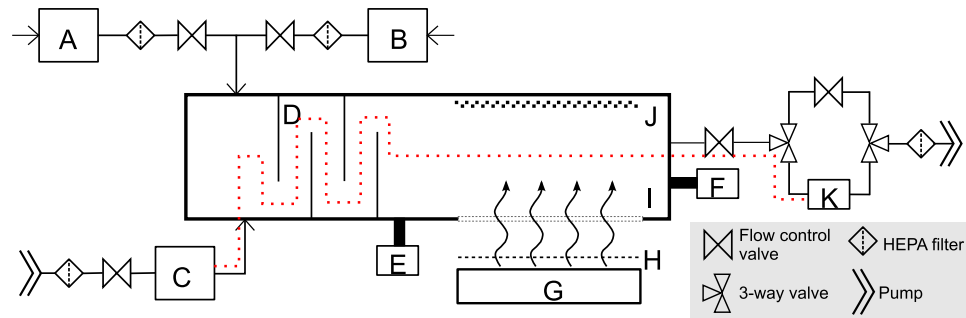 A
B
D
J
F
I
K
C
E
H
G
Flow control
valve
HEPA filter
3-way valve
Pump